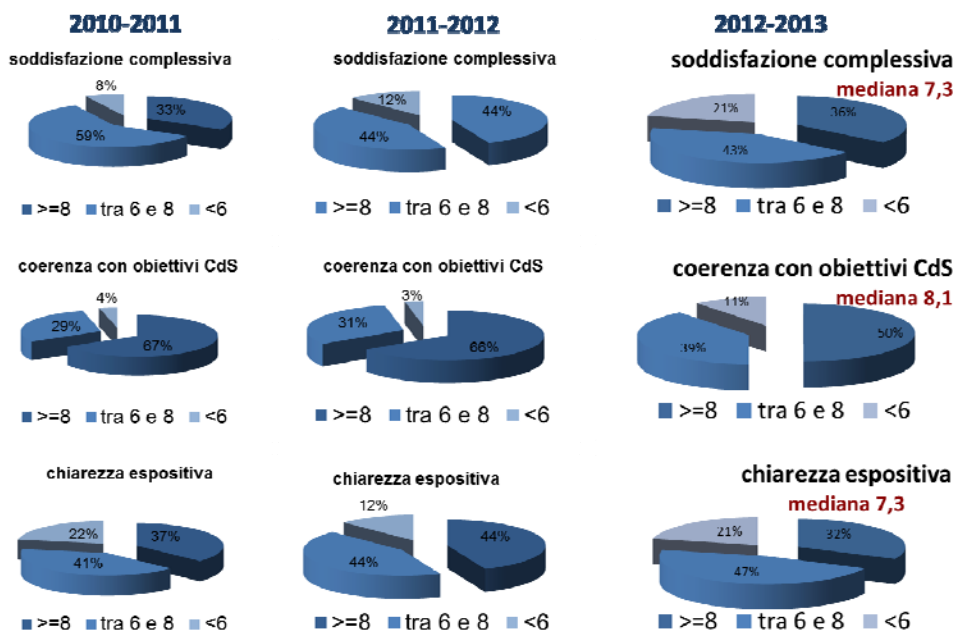 2010-2011
2011-2012
2012-2013
soddisfazione complessiva
8%
33%
59%
>=8 tra 6 e 8 <6
soddisfazione complessiva
12%
44%
44%
>=8 tra 6 e 8 <6
soddisfazione complessiva
mediana 7,3
21%
36%
43%
>=8 tra 6 e 8 <6
coerenza con obiettivi CdS
4%
29%
67%
>=8 tra 6 e 8 <6
coerenza con obiettivi CdS
3%
31%
66%
>=8 tra 6 e 8 <6
coerenza con obiettivi CdS
mediana 8,1
11%
50%
39%
>=8 tra 6 e 8 <6
chiarezza espositiva
22%
37%
41%
>=8 tra 6 e 8 <6
chiarezza espositiva
12%
44%
44%
>=8 tra 6 e 8 <6
chiarezza espositiva
mediana 7,3
21%
32%
47%
>=8 tra 6 e 8 <6